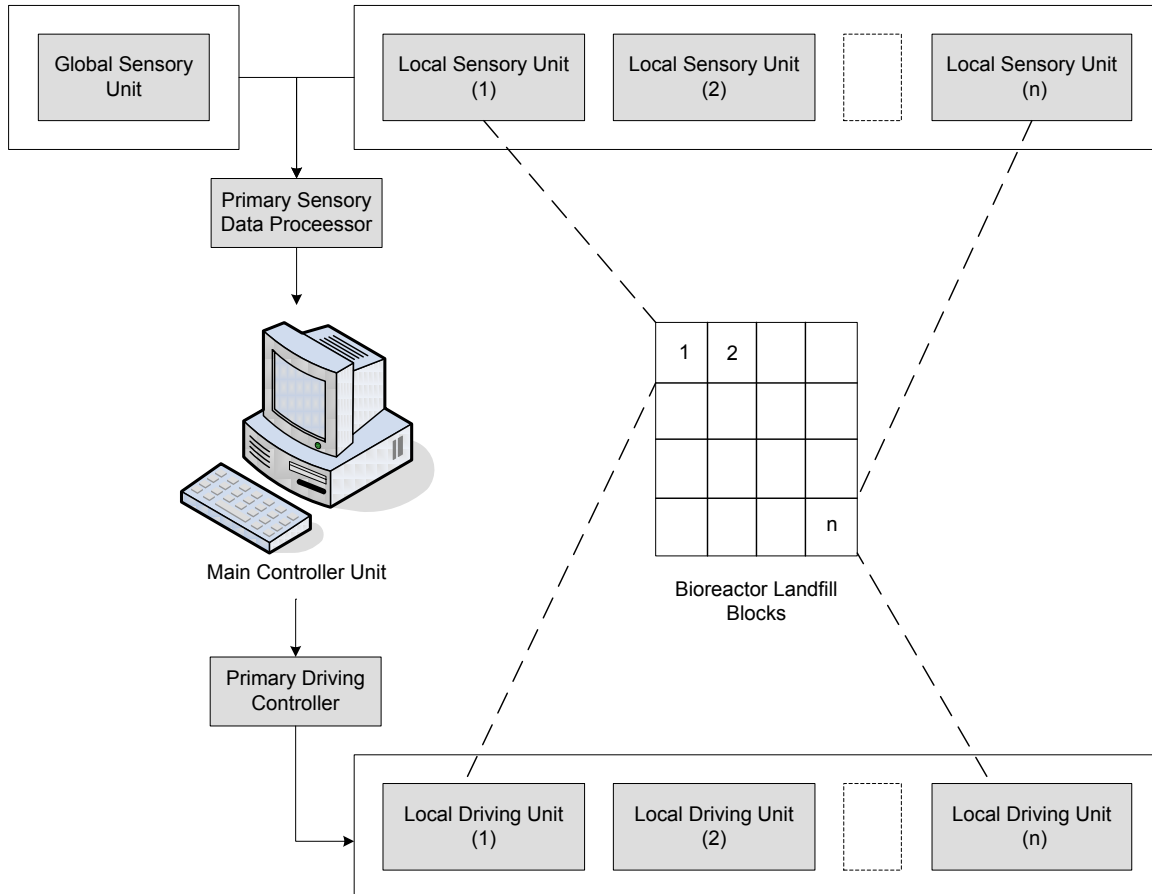 Global Sensory
Unit
Local Sensory Unit
(1)
Local Sensory Unit
(2)
Local Sensory Unit
(n)
Primary Sensory
Data Proceessor
1
2
n
Main Controller Unit
Bioreactor Landfill
Blocks
Primary Driving
Controller
Local Driving Unit
(1)
Local Driving Unit
(2)
Local Driving Unit
(n)